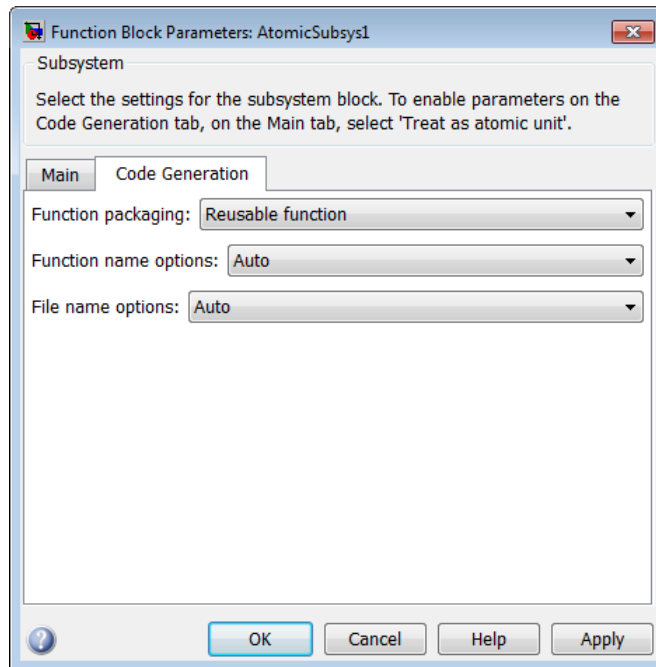 Function Block Parameters: AtomicSubsys1
Subsystem
Select the settings for the subsystem block. To enable parameters on the
Code Generation tab, on the Main tab, select 'Treat as atomic unit'.
Main Code Generation
Function packaging: Reusable function
Function name options: Auto
File name options: Auto
? OK Cancel Help Apply